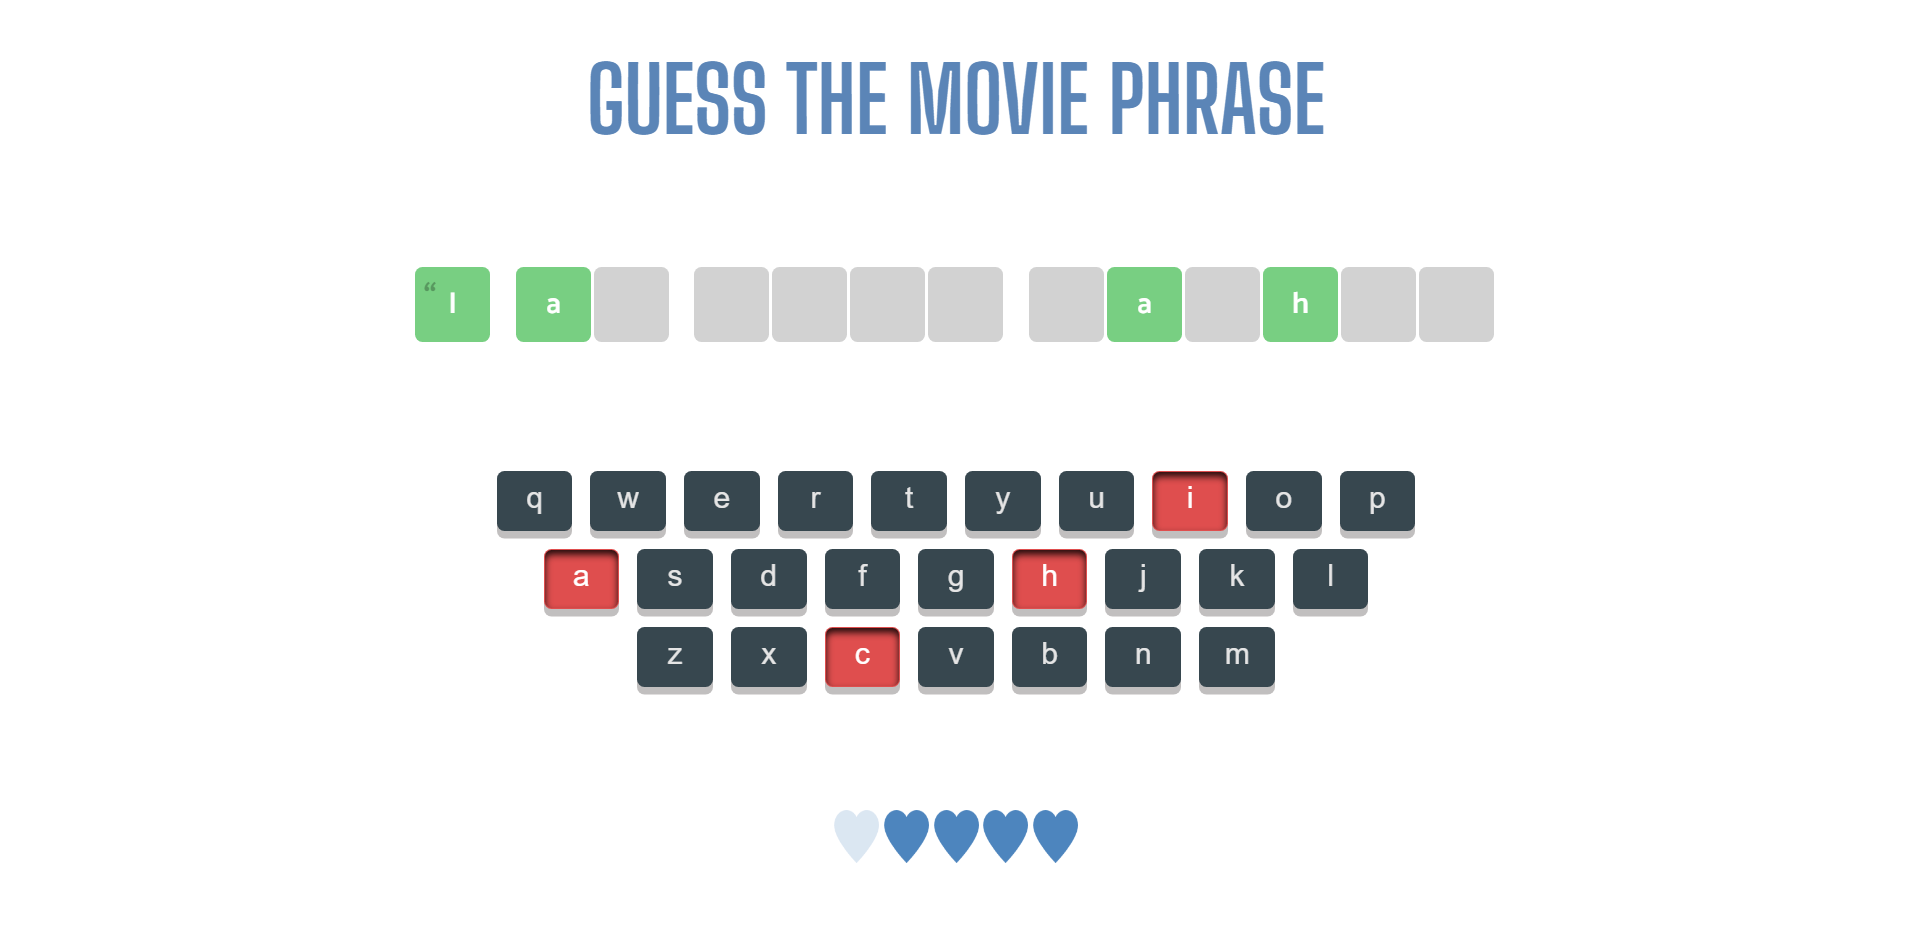 GUESS THE MOVIE PHRASE
“I a a h
q w e r t y u i o p
a s d f g h j k l
z x c v b n m